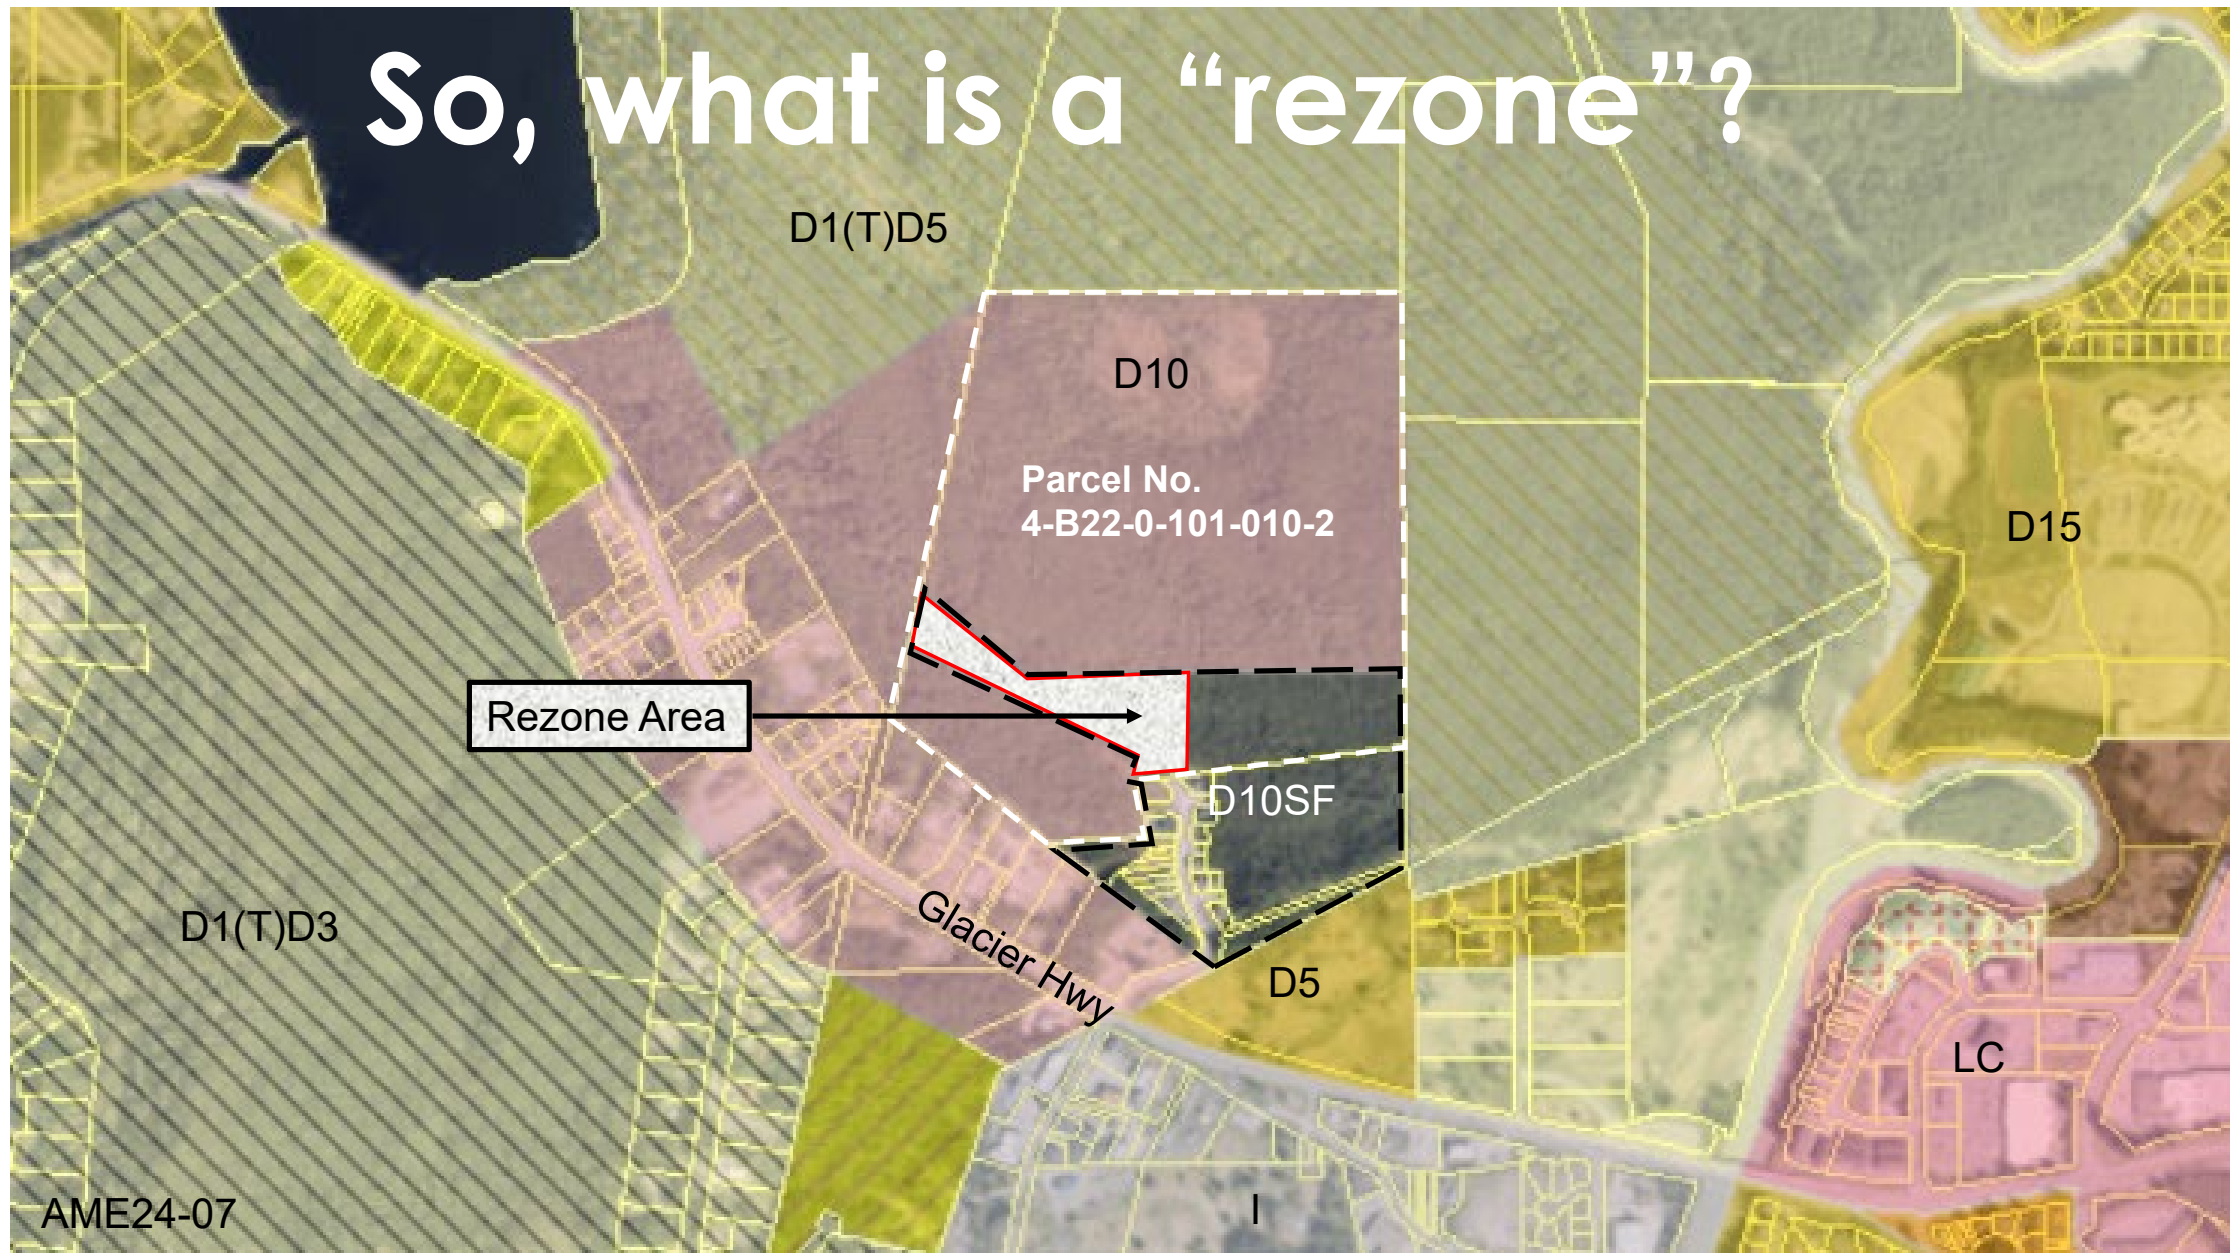 So, what is a “rezone”?
D1(T)D5
D10
Parcel No.
4-B22-0-101-010-2
D15
Rezone Area
D10SF
D1(T)D3
Glacier Hwy
D5
LC
AME24-07
I